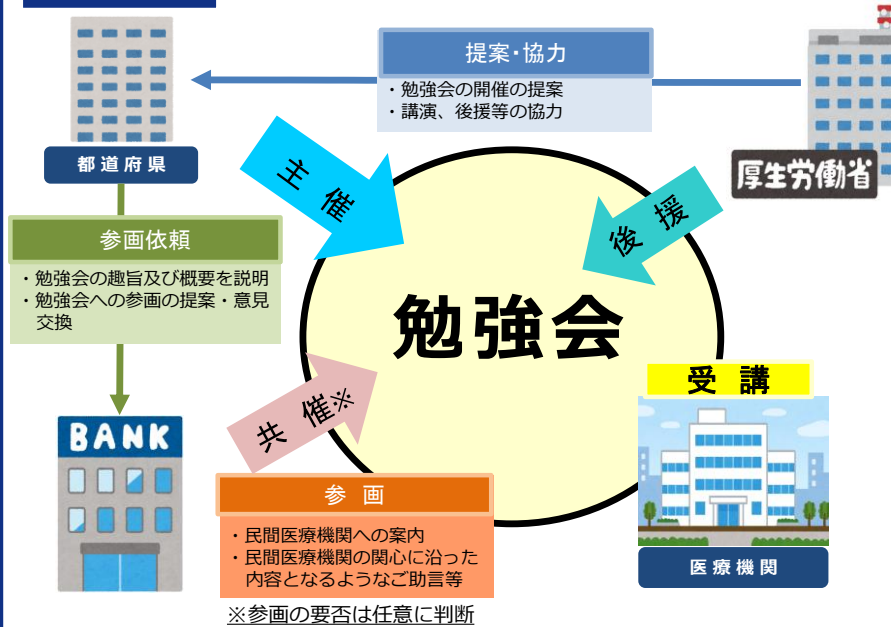 提案・協力
・勉強会の開催の提案
・講演、後援等の協力
都道府県
厚生労働省
主催
後援
参画依頼
・勉強会の趣旨及び概要を説明
・勉強会への参画の提案・意見
交換
勉強会
受講
BANK
共催※
参画
・民間医療機関への案内
・民間医療機関の関心に沿った
内容となるようなご助言等
医療機関
※参画の要否は任意に判断